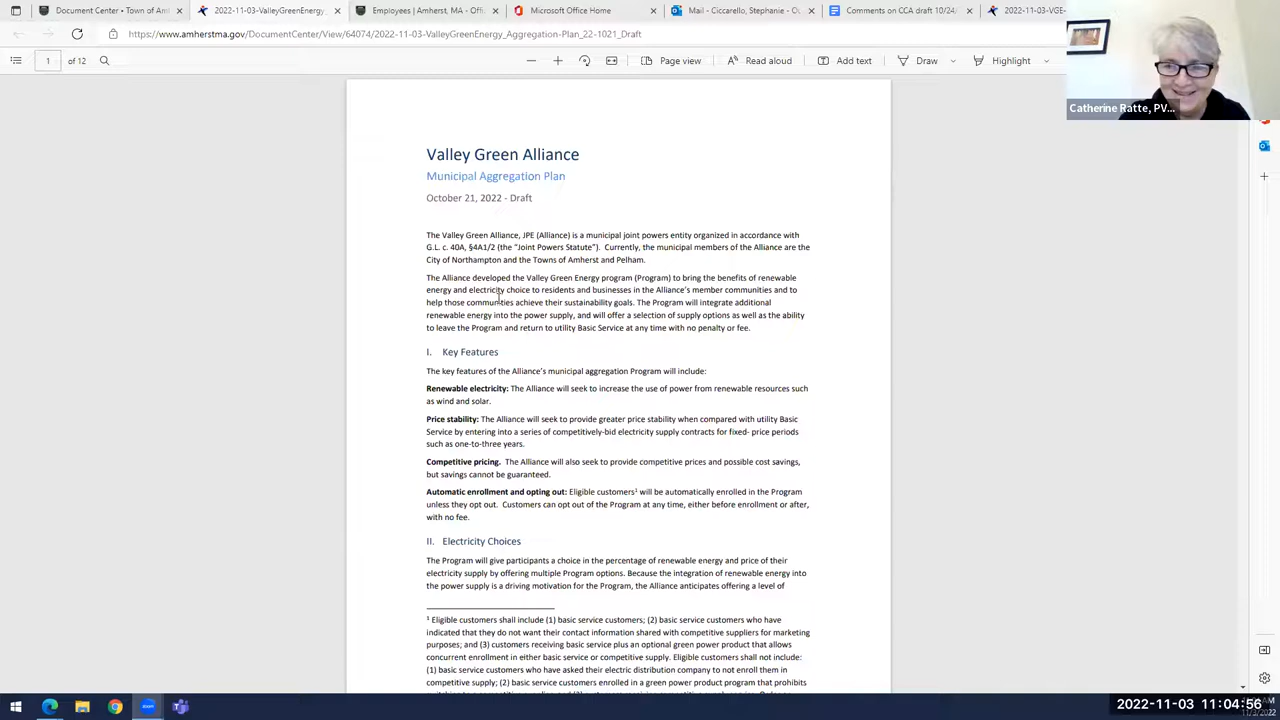 Document Center • Town of Am
2022-11-03-ValleyGreenEnergy_
Employees | Amherst, MA - Offi
Microsoft Office Home
Mail - Ciccarello, Stephanie - Ou
Comments on CCA draft 10/24/
2022-11-03-VGE-
https://www.amherstma.gov/DocumentCenter/View/64074/2022-11-03-ValleyGreenEnergy_Aggregation-Plan_22-1021_Draft
1 of 12
Page view
Read aloud
Add text
Draw
Highlight
Catherine Ratte, PV...
Valley Green Alliance
Municipal Aggregation Plan
October 21, 2022 - Draft
The Valley Green Alliance, JPE (Alliance) is a municipal joint powers entity organized in accordance with
G.L. c. 40A, §4A1/2 (the "Joint Powers Statute"). Currently, the municipal members of the Alliance are the
City of Northampton and the Towns of Amherst and Pelham.
The Alliance developed the Valley Green Energy program (Program) to bring the benefits of renewable
energy and electricity choice to residents and businesses in the Alliance's member communities and to
help those communities achieve their sustainability goals. The Program will integrate additional
renewable energy into the power supply, and will offer a selection of supply options as well as the ability
to leave the Program and return to utility Basic Service at any time with no penalty or fee.
I. Key Features
The key features of the Alliance's municipal aggregation Program will include:
Renewable electricity: The Alliance will seek to increase the use of power from renewable resources such
as wind and solar.
Price stability: The Alliance will seek to provide greater price stability when compared with utility Basic
Service by entering into a series of competitively-bid electricity supply contracts for fixed- price periods
such as one-to-three years.
Competitive pricing. The Alliance will also seek to provide competitive prices and possible cost savings,
but savings cannot be guaranteed.
Automatic enrollment and opting out: Eligible customers1 will be automatically enrolled in the Program
unless they opt out. Customers can opt out of the Program at any time, either before enrollment or after,
with no fee.
II. Electricity Choices
The Program will give participants a choice in the percentage of renewable energy and price of their
electricity supply by offering multiple Program options. Because the integration of renewable energy into
the power supply is a driving motivation for the Program, the Alliance anticipates offering a level of
1 Eligible customers shall include (1) basic service customers; (2) basic service customers who have
indicated that they do not want their contact information shared with competitive suppliers for marketing
purposes; and (3) customers receiving basic service plus an optional green power product that allows
concurrent enrollment in either basic service or competitive supply. Eligible customers shall not include:
(1) basic service customers who have asked their electric distribution company to not enroll them in
competitive supply; (2) basic service customers enrolled in a green power product program that prohibits
2022-11-03 11:04:56